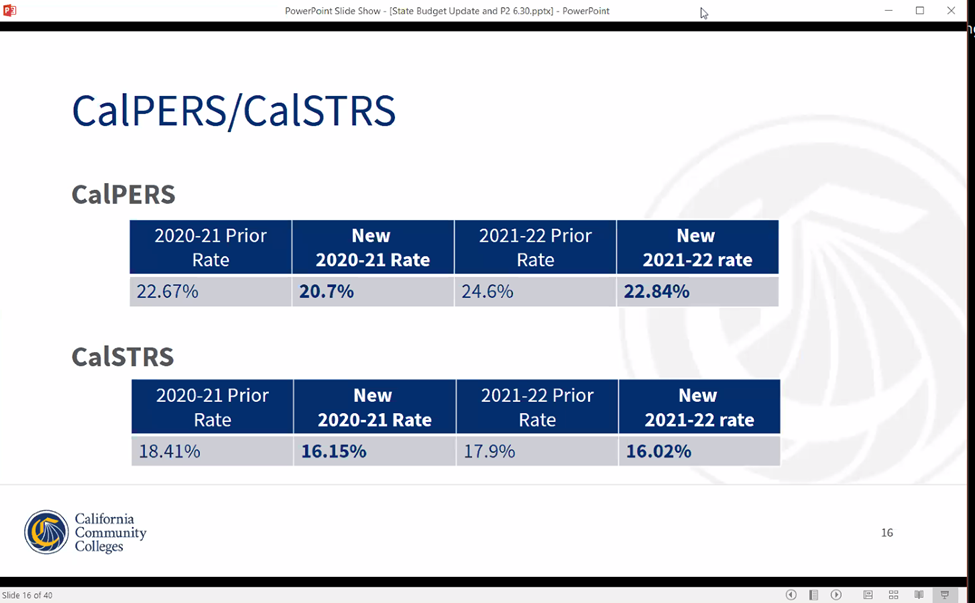 PowerPoint Slide Show - [State Budget Update and P2 6.30.pptx] - PowerPoint
CalPERS/CalSTRS
CalPERS
2020-21 Prior Rate
New 2020-21 Rate
2021-22 Prior Rate
New 2021-22 rate
22.67%
20.7%
24.6%
22.84%
CalSTRS
2020-21 Prior Rate
New 2020-21 Rate
2021-22 Prior Rate
New 2021-22 rate
18.41%
16.15%
17.9%
16.02%
California
Community
Colleges
16
Slide 16 of 40